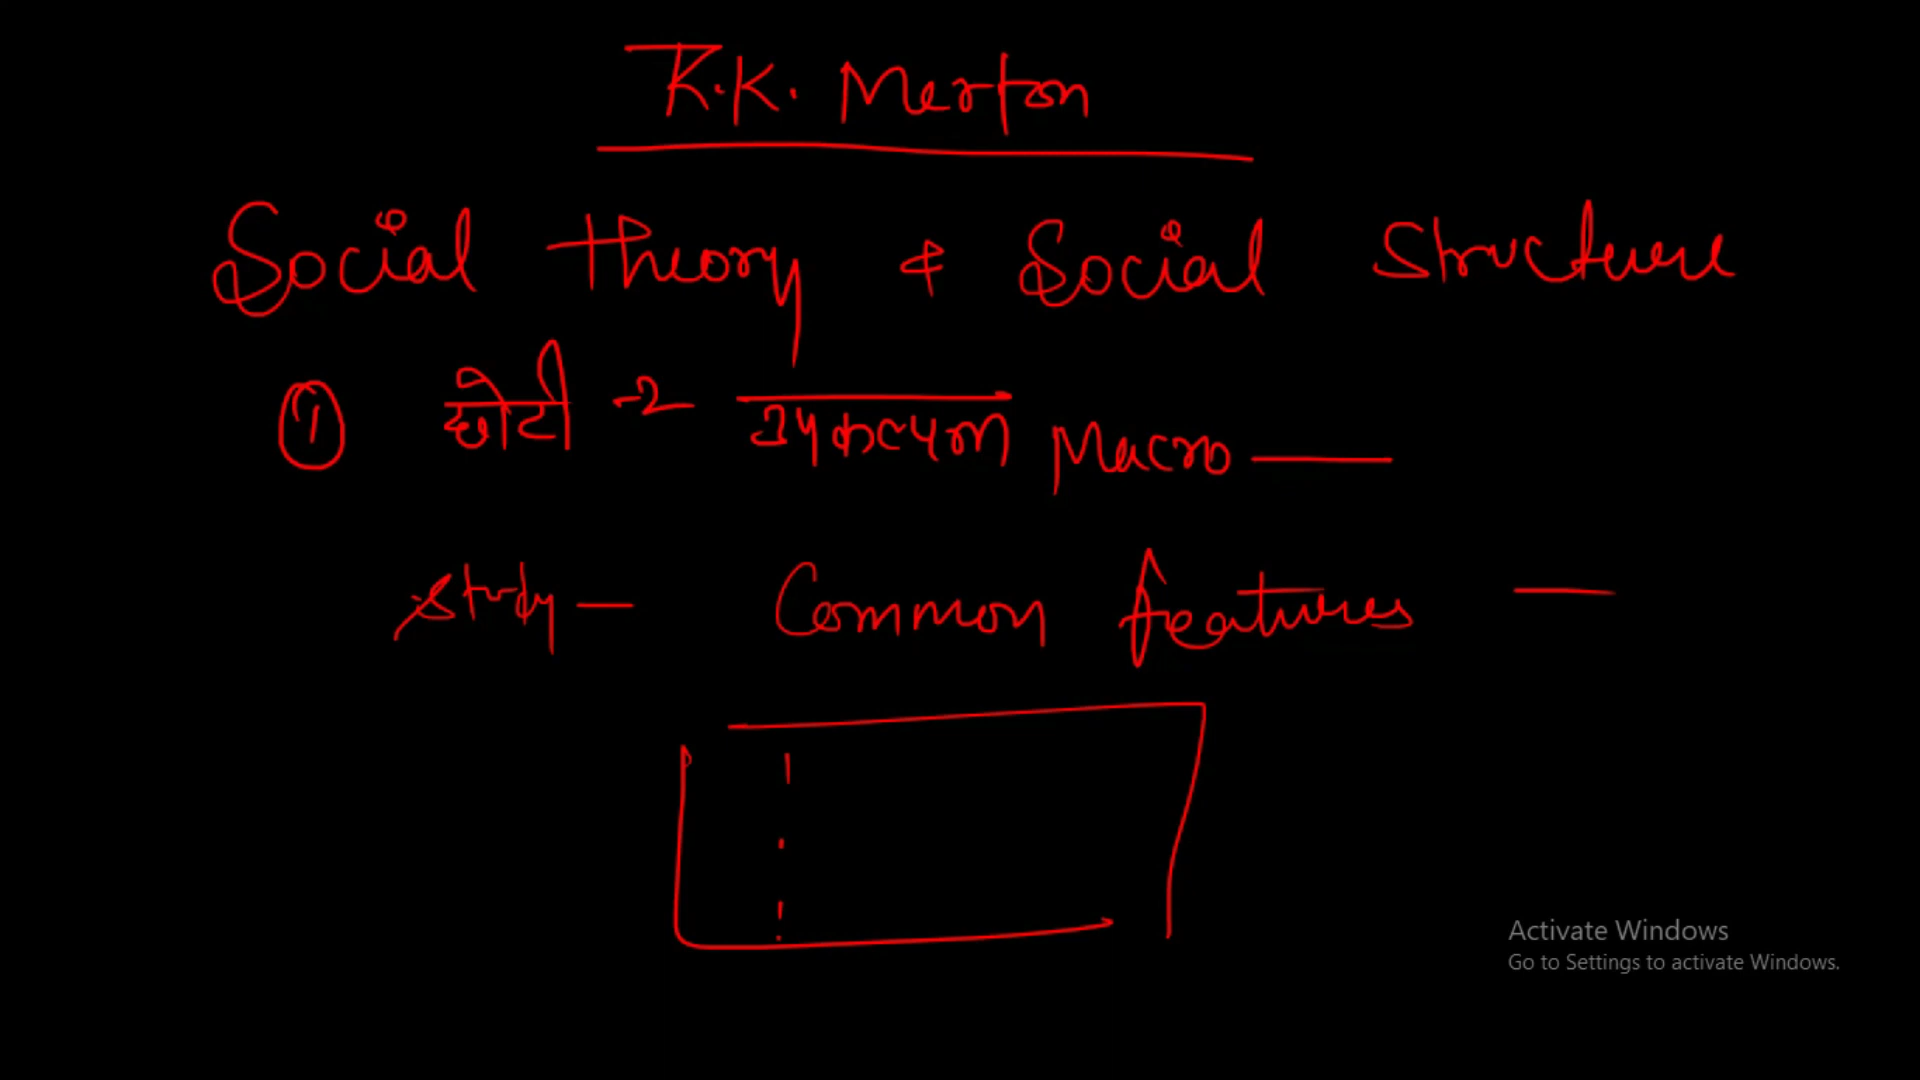 R.K. Merton
Social theory & Social Structure
① छोटी -2 उपकल्पना Macro —
study — Common features —
Activate Windows
Go to Settings to activate Windows.